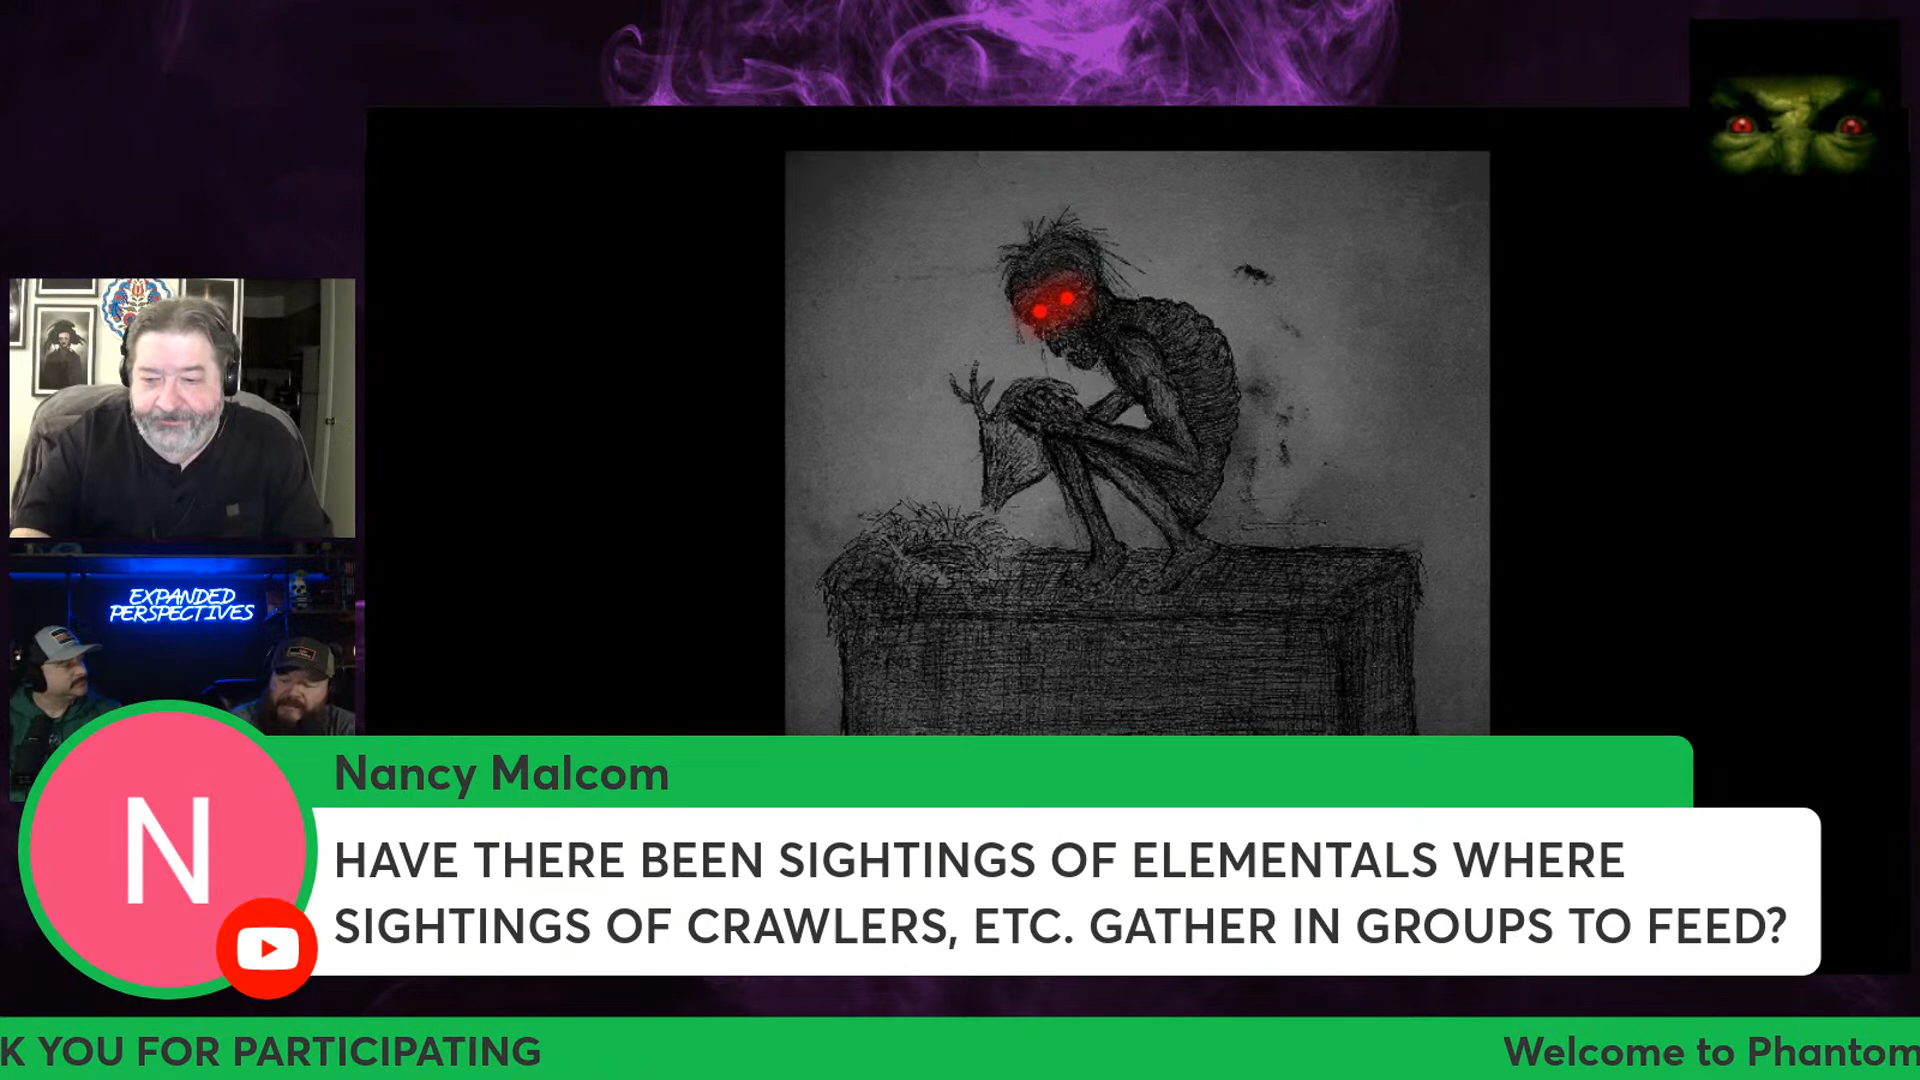 EXPANDED
PERSPECTIVES
N
Nancy Malcom
HAVE THERE BEEN SIGHTINGS OF ELEMENTALS WHERE
SIGHTINGS OF CRAWLERS, ETC. GATHER IN GROUPS TO FEED?
K YOU FOR PARTICIPATING
Welcome to Phantom